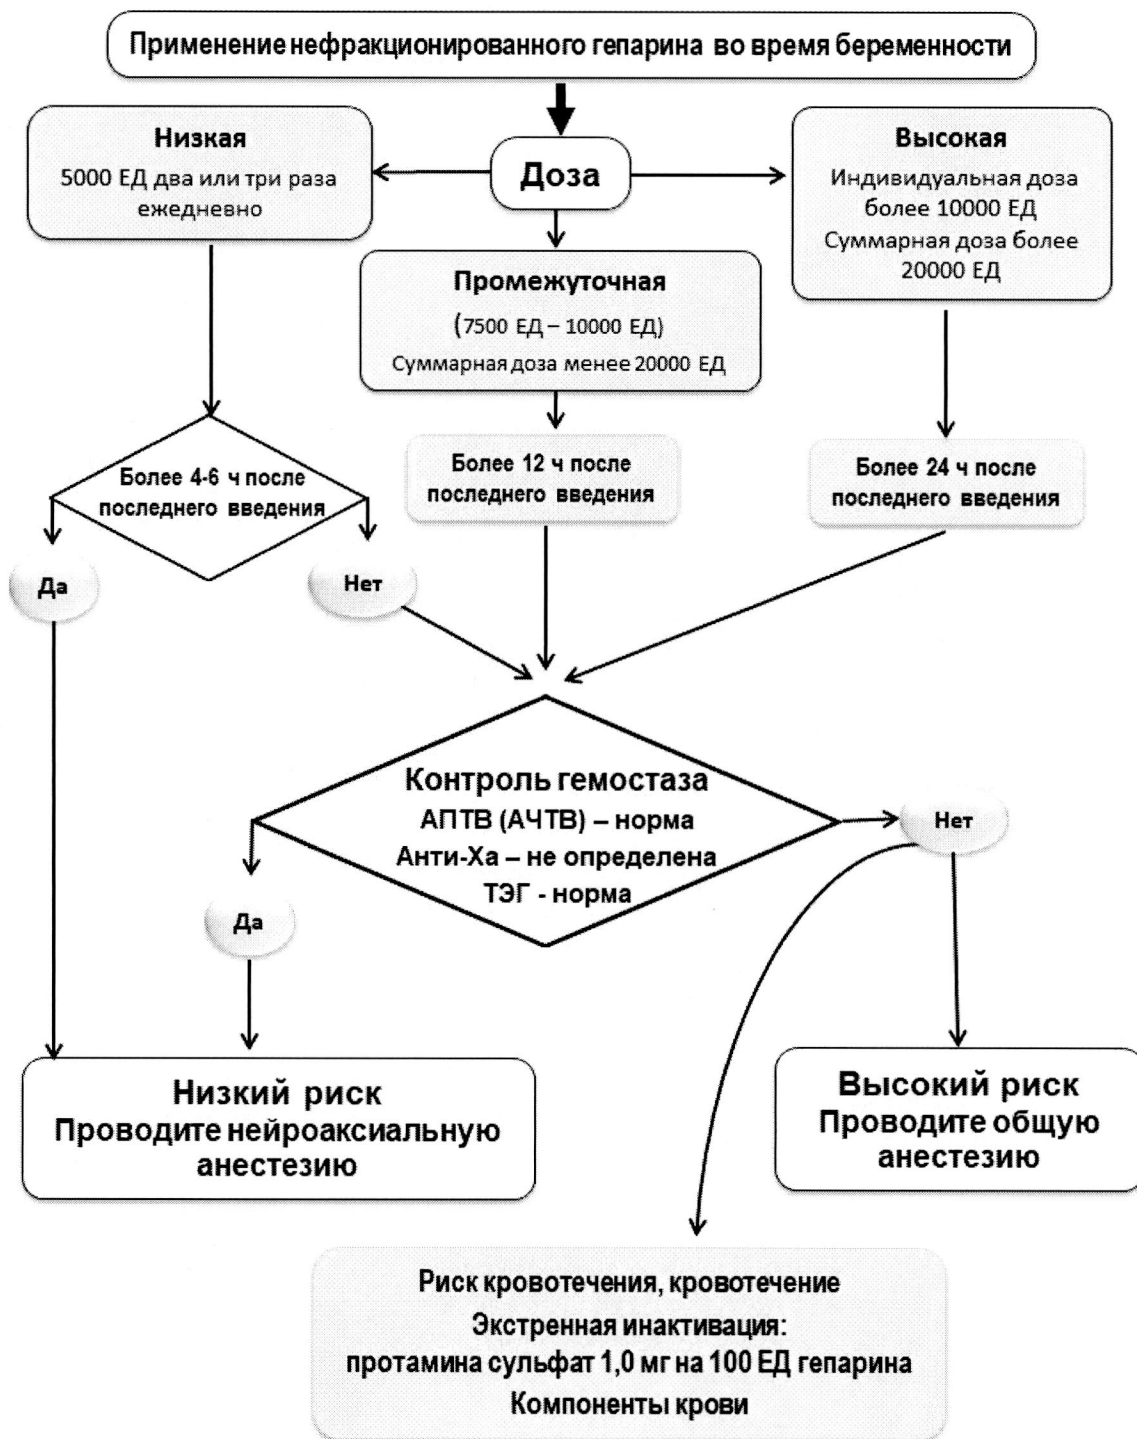 Применение нефракционированного гепарина во время беременности
Доза
Низкая
5000 ЕД два или три раза
ежедневно
Промежуточная
(7500 ЕД – 10000 ЕД)
Суммарная доза менее 20000 ЕД
Высокая
Индивидуальная доза
более 10000 ЕД
Суммарная доза более
20000 ЕД
Более 4-6 ч после
последнего введения
Более 12 ч после
последнего введения
Более 24 ч после
последнего введения
Да
Нет
Контроль гемостаза
АПТВ (АЧТВ) – норма
Анти-Ха – не определена
ТЭГ - норма
Да
Нет
Низкий риск
Проводите нейроаксиальную
анестезию
Высокий риск
Проводите общую
анестезию
Риск кровотечения, кровотечение
Экстренная инактивация:
протамина сульфат 1,0 мг на 100 ЕД гепарина
Компоненты крови